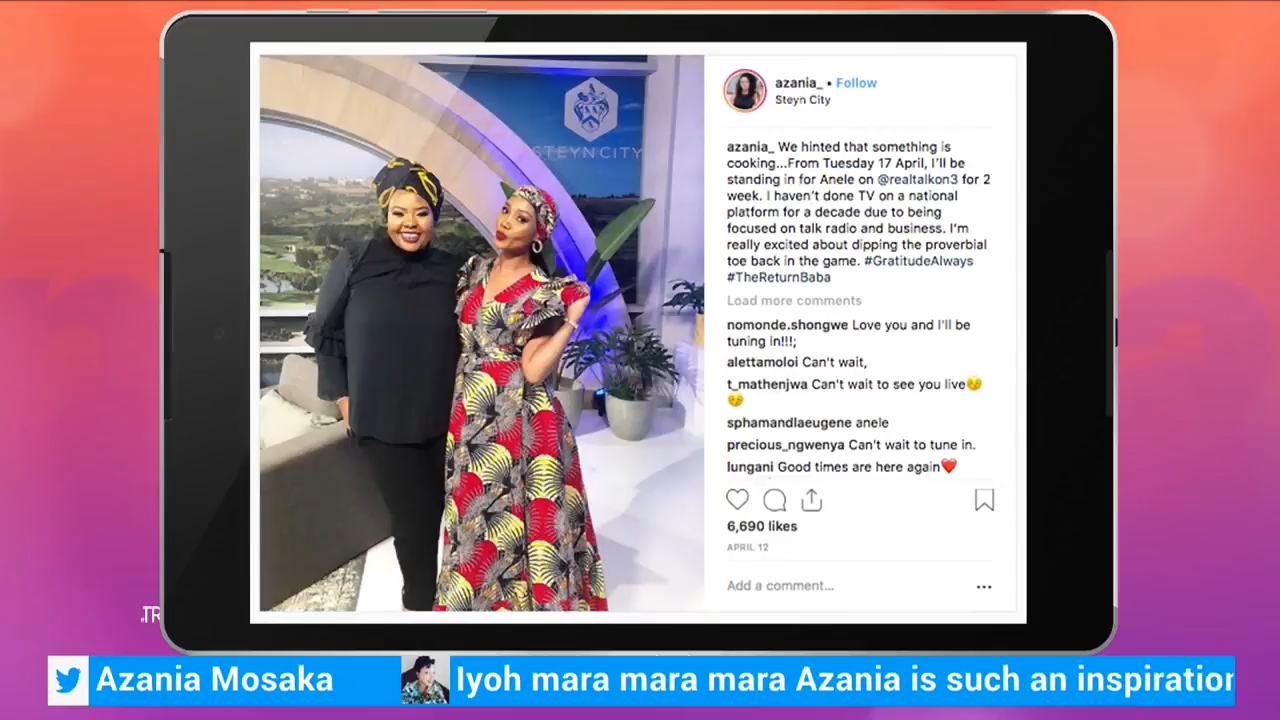 STEYN CITY
azania_ • Follow
Steyn City
azania_ We hinted that something is
cooking...From Tuesday 17 April, I'll be
standing in for Anele on @realtalkon3 for 2
week. I haven't done TV on a national
platform for a decade due to being
focused on talk radio and business. I'm
really excited about dipping the proverbial
toe back in the game. #GratitudeAlways
#TheReturnBaba
Load more comments
nomonde.shongwe Love you and I'll be
tuning in!!!;
alettamoloi Can't wait,
t_mathenjwa Can't wait to see you live😚
😚
sphamandlaeugene anele
precious_ngwenya Can't wait to tune in.
lungani Good times are here again❤️
6,690 likes
APRIL 12
Add a comment...
.TR
Azania Mosaka
Iyoh mara mara mara Azania is such an inspiration